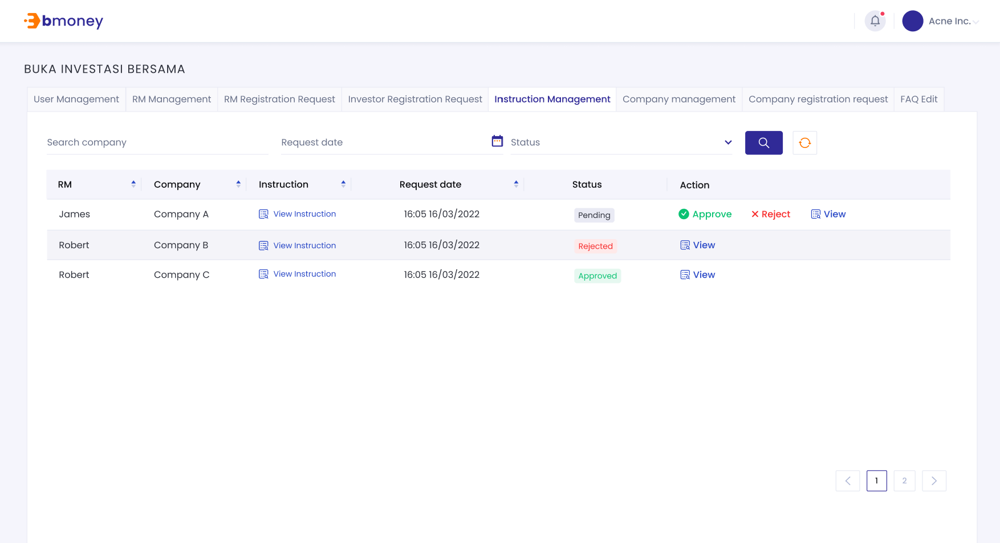 bmoney
Acne Inc.
BUKA INVESTASI BERSAMA
User Management RM Management RM Registration Request Investor Registration Request Instruction Management Company management Company registration request FAQ Edit
Search company Request date Status
RM Company Instruction Request date Status Action
James Company A View Instruction 16:05 16/03/2022 Pending Approve Reject View
Robert Company B View Instruction 16:05 16/03/2022 Rejected View
Robert Company C View Instruction 16:05 16/03/2022 Approved View
1 2